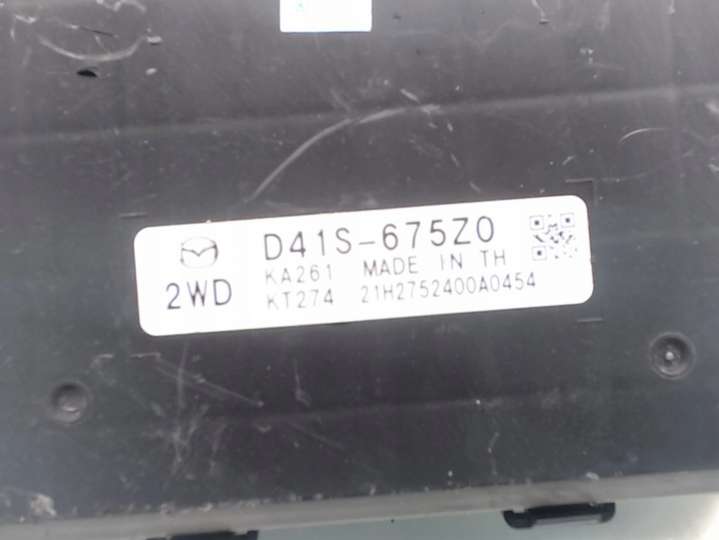 D41S-675Z0
KA261 MADE IN TH
2WD KT274 21H2752400A0454